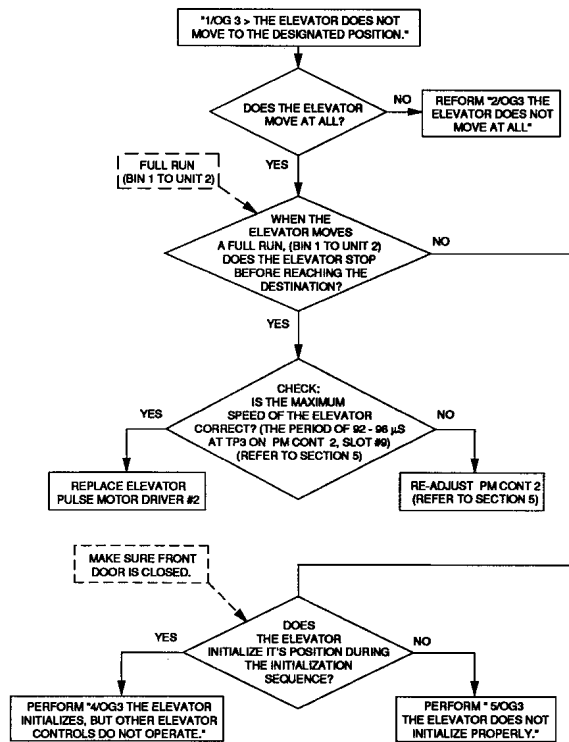 "1/OG 3 > THE ELEVATOR DOES NOT
MOVE TO THE DESIGNATED POSITION."
DOES THE ELEVATOR
MOVE AT ALL?
NO
REFORM "2/OG3 THE
ELEVATOR DOES NOT
MOVE AT ALL"
YES
FULL RUN
(BIN 1 TO UNIT 2)
WHEN THE
ELEVATOR MOVES
A FULL RUN, (BIN 1 TO UNIT 2)
DOES THE ELEVATOR STOP
BEFORE REACHING THE
DESTINATION?
NO
YES
CHECK:
IS THE MAXIMUM
SPEED OF THE ELEVATOR
CORRECT? (THE PERIOD OF 92 - 96 µS
AT TP3 ON PM CONT 2, SLOT #9)
(REFER TO SECTION 5)
YES
NO
REPLACE ELEVATOR
PULSE MOTOR DRIVER #2
RE-ADJUST PM CONT 2
(REFER TO SECTION 5)
MAKE SURE FRONT
DOOR IS CLOSED.
DOES
THE ELEVATOR
INITIALIZE IT'S POSITION DURING
THE INITIALIZATION
SEQUENCE?
YES
NO
PERFORM "4/OG3 THE ELEVATOR
INITIALIZES, BUT OTHER ELEVATOR
CONTROLS DO NOT OPERATE."
PERFORM " 5/OG3
THE ELEVATOR DOES NOT
INITIALIZE PROPERLY."